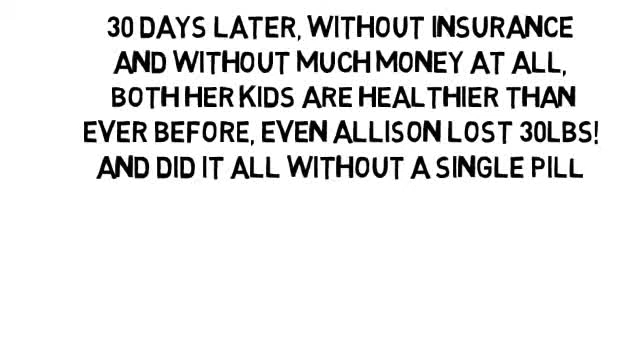 30 DAYS LATER, WITHOUT INSURANCE
AND WITHOUT MUCH MONEY AT ALL,
BOTH HER KIDS ARE HEALTHIER THAN
EVER BEFORE, EVEN ALLISON LOST 30LBS!
AND DID IT ALL WITHOUT A SINGLE PILL